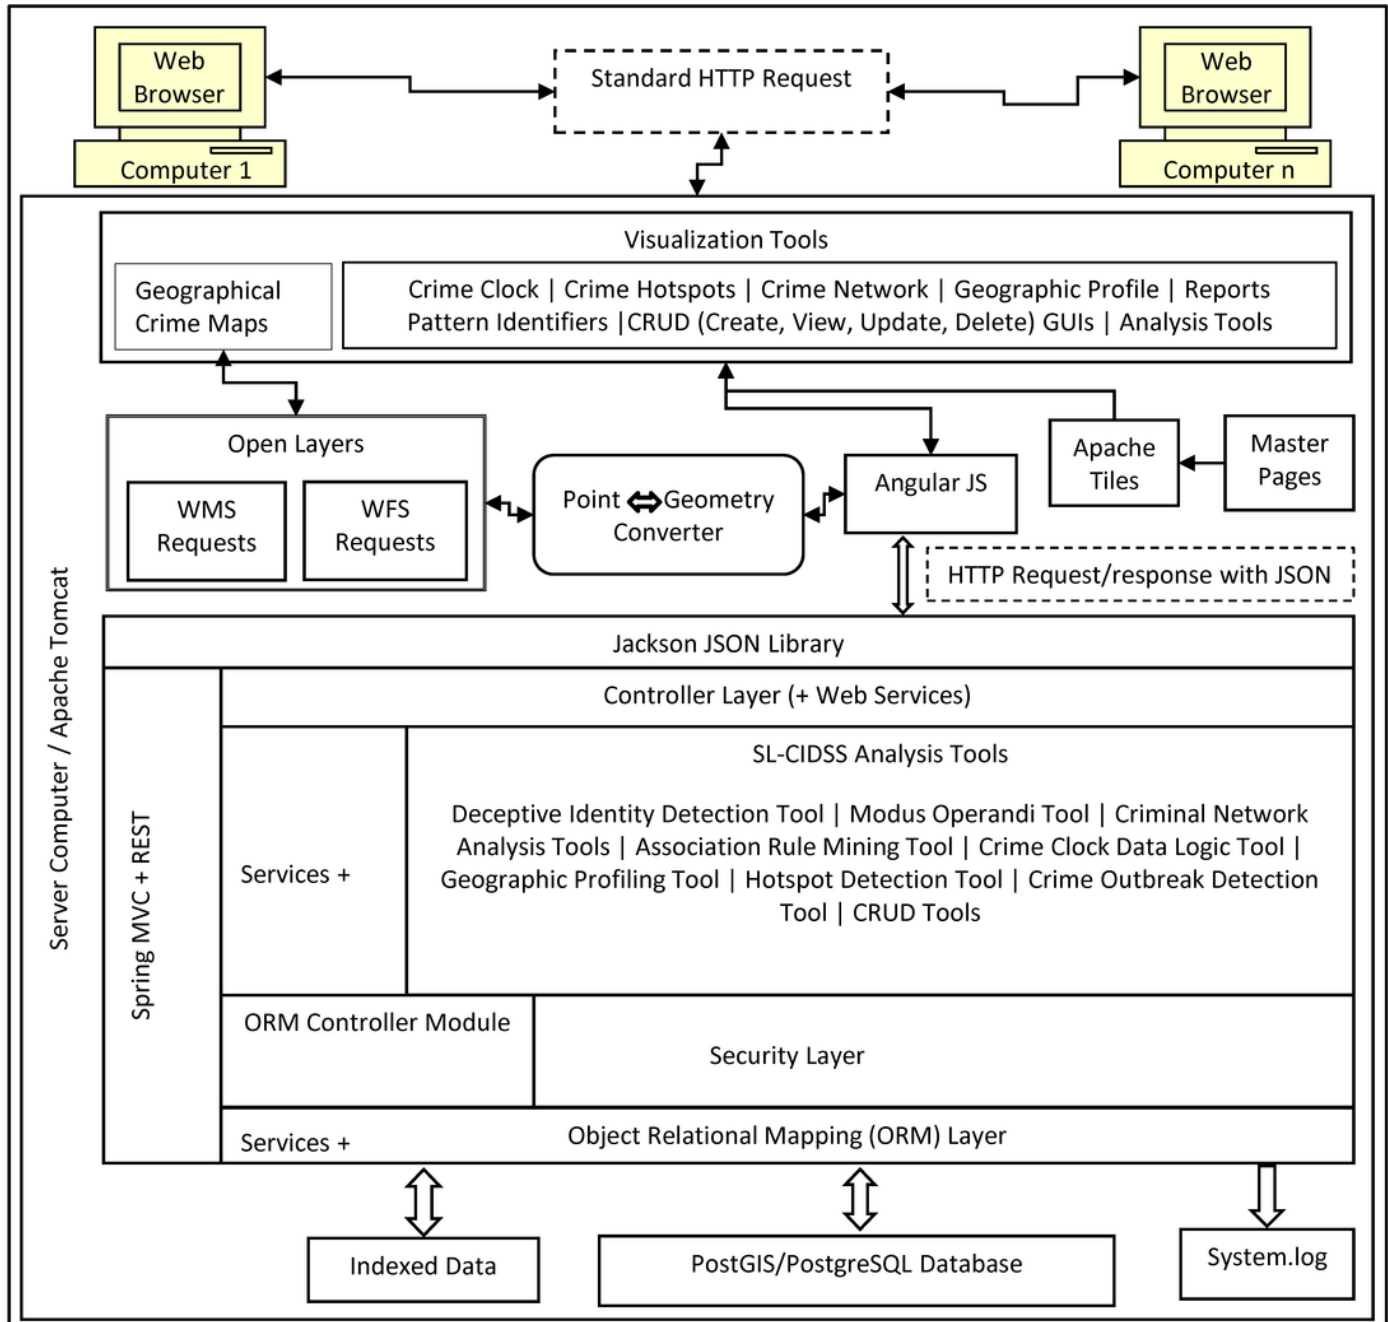 Web
Browser
Computer 1
Standard HTTP Request
Web
Browser
Computer n
Server Computer / Apache Tomcat
Visualization Tools
Geographical
Crime Maps
Crime Clock | Crime Hotspots | Crime Network | Geographic Profile | Reports
Pattern Identifiers |CRUD (Create, View, Update, Delete) GUIs | Analysis Tools
Open Layers
WMS
Requests
WFS
Requests
Point ⇔ Geometry
Converter
Angular JS
Apache
Tiles
Master
Pages
HTTP Request/response with JSON
Jackson JSON Library
Spring MVC + REST
Controller Layer (+ Web Services)
Services +
SL-CIDSS Analysis Tools
Deceptive Identity Detection Tool | Modus Operandi Tool | Criminal Network
Analysis Tools | Association Rule Mining Tool | Crime Clock Data Logic Tool |
Geographic Profiling Tool | Hotspot Detection Tool | Crime Outbreak Detection
Tool | CRUD Tools
ORM Controller Module
Security Layer
Services +
Object Relational Mapping (ORM) Layer
Indexed Data
PostGIS/PostgreSQL Database
System.log